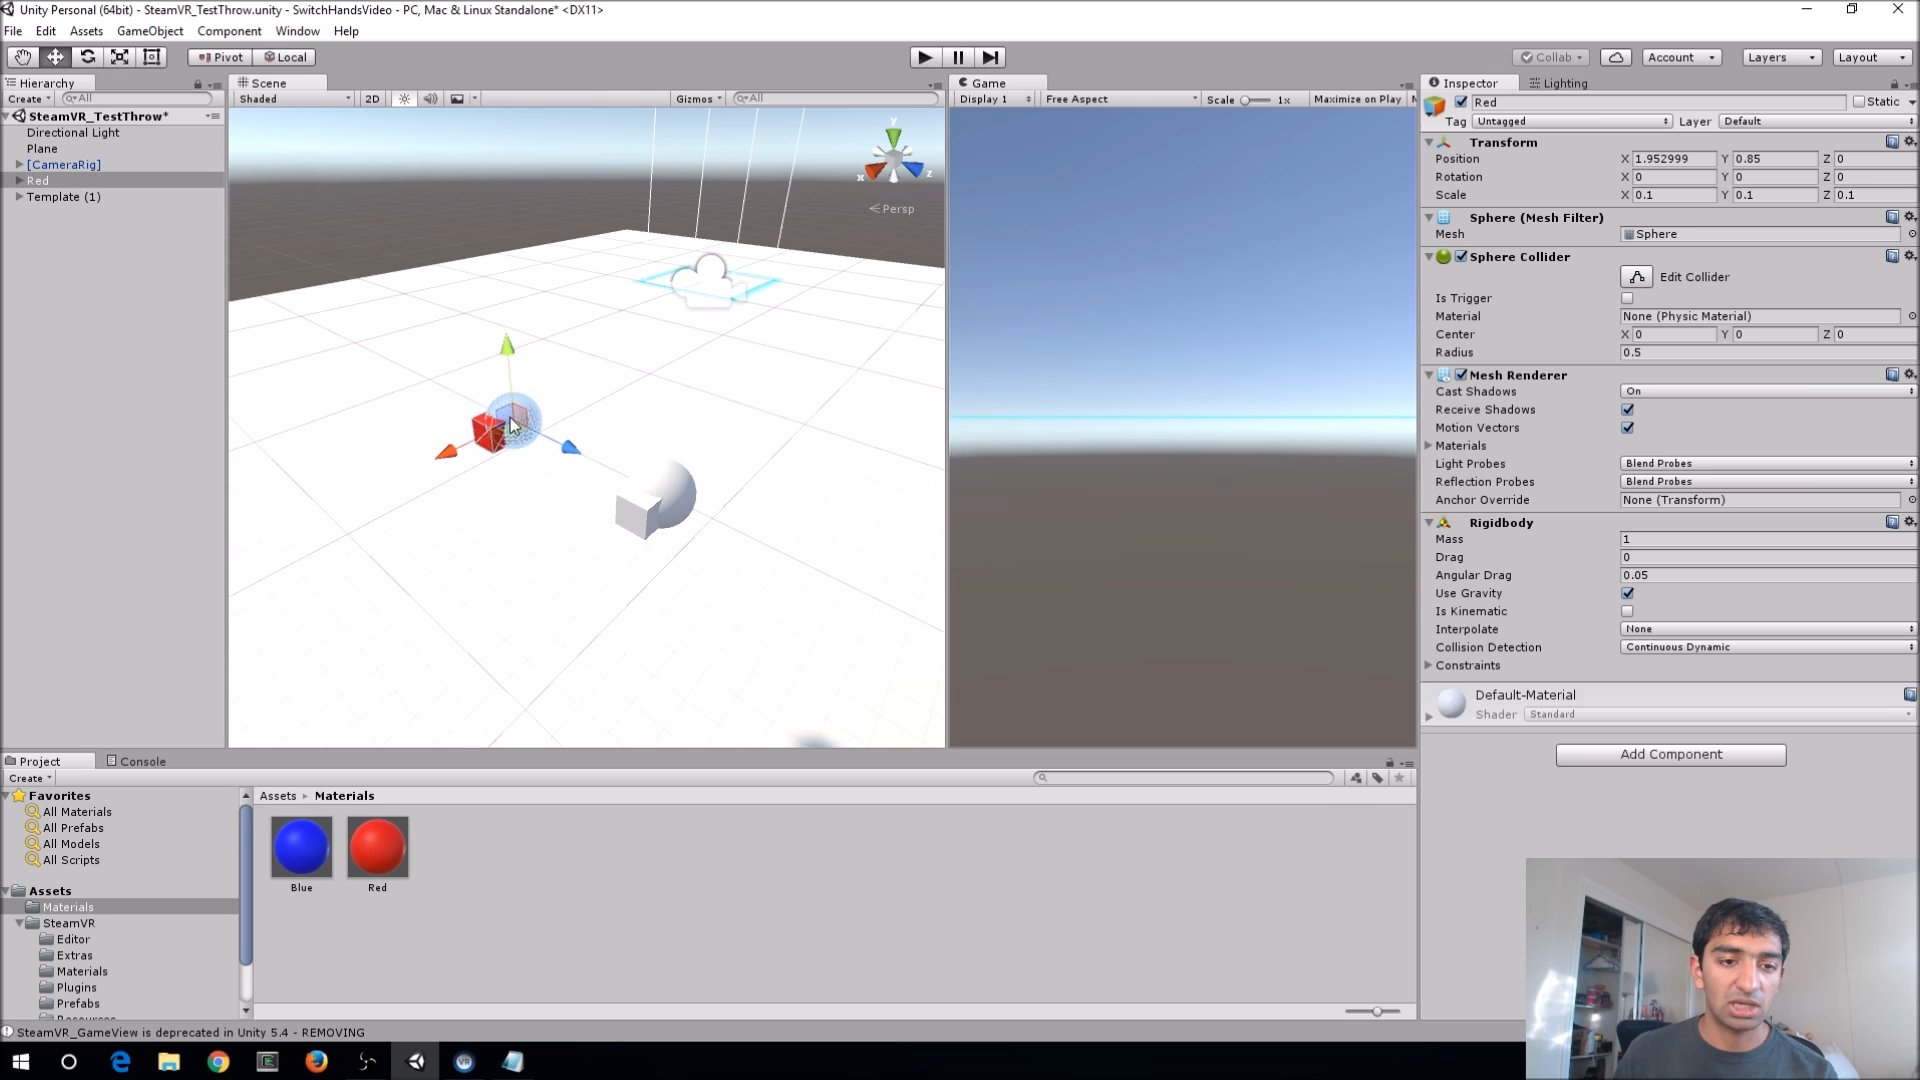 Unity Personal (64bit) - SteamVR_TestThrow.unity - SwitchHandsVideo - PC, Mac & Linux Standalone* <DX11>
File Edit Assets GameObject Component Window Help
Pivot Local Collab Account Layers Layout
Hierarchy
Create All
SteamVR_TestThrow*
Directional Light
Plane
[CameraRig]
Red
Template (1)
Scene
Shaded 2D Gizmos All
y
x z
Persp
Game
Display 1 Free Aspect Scale 1x Maximize on Play M
Inspector Lighting
Red Static
Tag Untagged Layer Default
Transform
Position X 1.952999 Y 0.85 Z 0
Rotation X 0 Y 0 Z 0
Scale X 0.1 Y 0.1 Z 0.1
Sphere (Mesh Filter)
Mesh Sphere
Sphere Collider
Edit Collider
Is Trigger
Material None (Physic Material)
Center X 0 Y 0 Z 0
Radius 0.5
Mesh Renderer
Cast Shadows On
Receive Shadows
Motion Vectors
Materials
Light Probes Blend Probes
Reflection Probes Blend Probes
Anchor Override None (Transform)
Rigidbody
Mass 1
Drag 0
Angular Drag 0.05
Use Gravity
Is Kinematic
Interpolate None
Collision Detection Continuous Dynamic
Constraints
Default-Material
Shader Standard
Add Component
Project Console
Create
Favorites
All Materials
All Prefabs
All Models
All Scripts
Assets
Materials
SteamVR
Editor
Extras
Materials
Plugins
Prefabs
Assets Materials
Blue Red
SteamVR_GameView is deprecated in Unity 5.4 - REMOVING